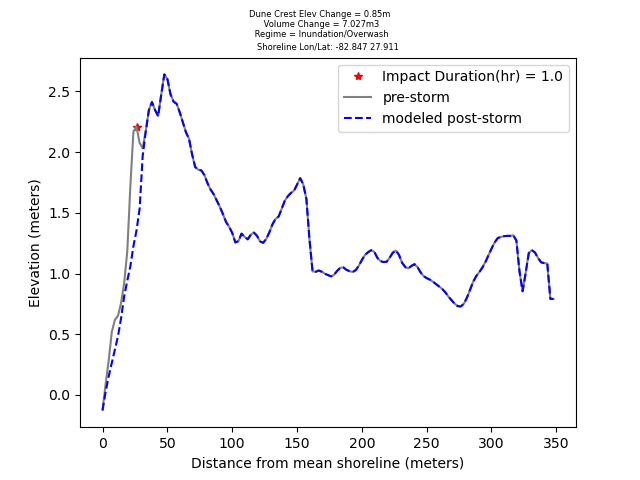 Dune Crest Elev Change = 0.85m
Volume Change = 7.027m3
Regime = Inundation/Overwash
Shoreline Lon/Lat: -82.847 27.911
Impact Duration(hr) = 1.0
pre-storm
modeled post-storm
Elevation (meters)
2.5
2.0
1.5
1.0
0.5
0.0
0 50 100 150 200 250 300 350
Distance from mean shoreline (meters)